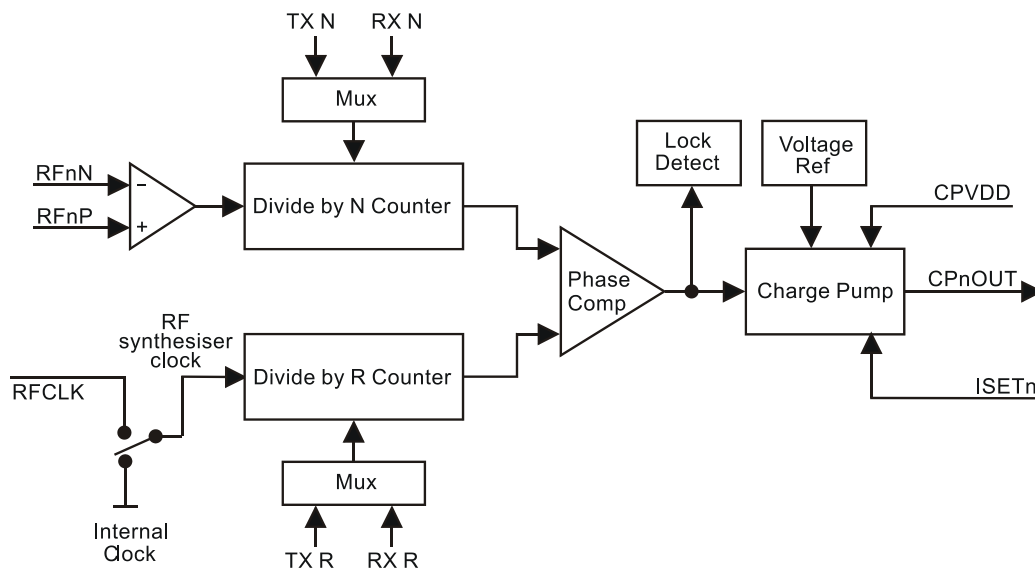 TX N
RX N
Mux
RFnN
−
RFnP
+
Divide by N Counter
Lock
Detect
Voltage
Ref
CPVDD
Phase
Comp
Charge Pump
CPnOUT
ISETn
RF
synthesiser
clock
RFCLK
Divide by R Counter
Internal
Clock
Mux
TX R
RX R